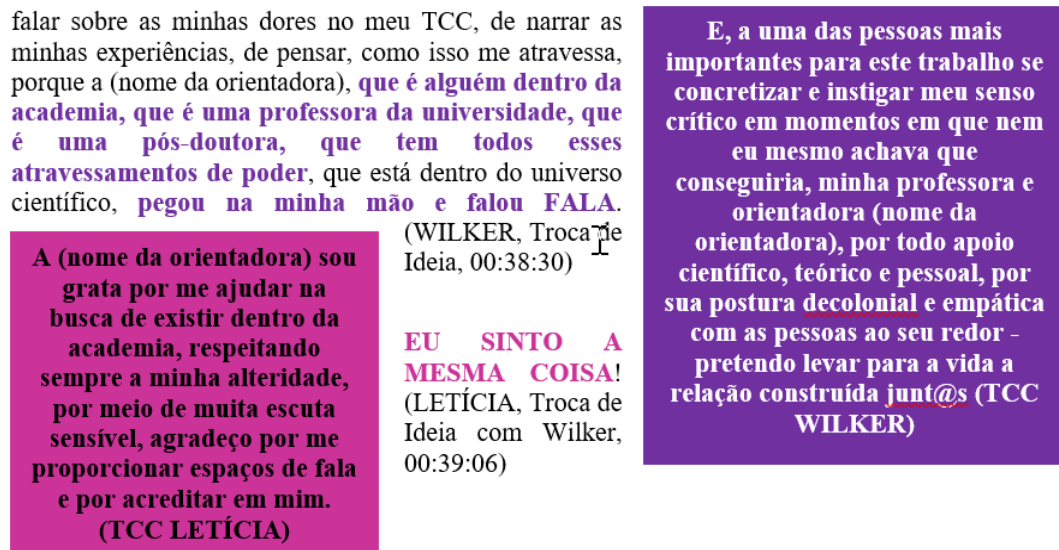 falar sobre as minhas dores no meu TCC, de narrar as
minhas experiências, de pensar, como isso me atravessa,
porque a (nome da orientadora), que é alguém dentro da
academia, que é uma professora da universidade, que
é uma pós-doutora, que tem todos esses
atravessamentos de poder, que está dentro do universo
científico, pegou na minha mão e falou FALA.
(WILKER, Troca de
Ideia, 00:38:30)
EU SINTO A
MESMA COISA!
(LETÍCIA, Troca de
Ideia com Wilker,
00:39:06)
A (nome da orientadora) sou
grata por me ajudar na
busca de existir dentro da
academia, respeitando
sempre a minha alteridade,
por meio de muita escuta
sensível, agradeço por me
proporcionar espaços de fala
e por acreditar em mim.
(TCC LETÍCIA)
E, a uma das pessoas mais
importantes para este trabalho se
concretizar e instigar meu senso
crítico em momentos em que nem
eu mesmo achava que
conseguiria, minha professora e
orientadora (nome da
orientadora), por todo apoio
científico, teórico e pessoal, por
sua postura decolonial e empática
com as pessoas ao seu redor -
pretendo levar para a vida a
relação construída junt@s (TCC
WILKER)